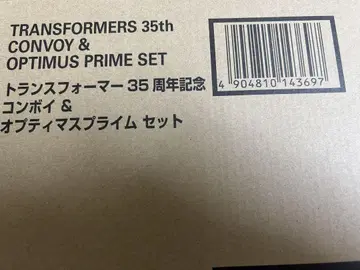 TRANSFORMERS 35th
CONVOY &
OPTIMUS PRIME SET
トランスフォーマー 35 周年記念
コンボイ &
オプティマスプライム セット
4 904810 143697